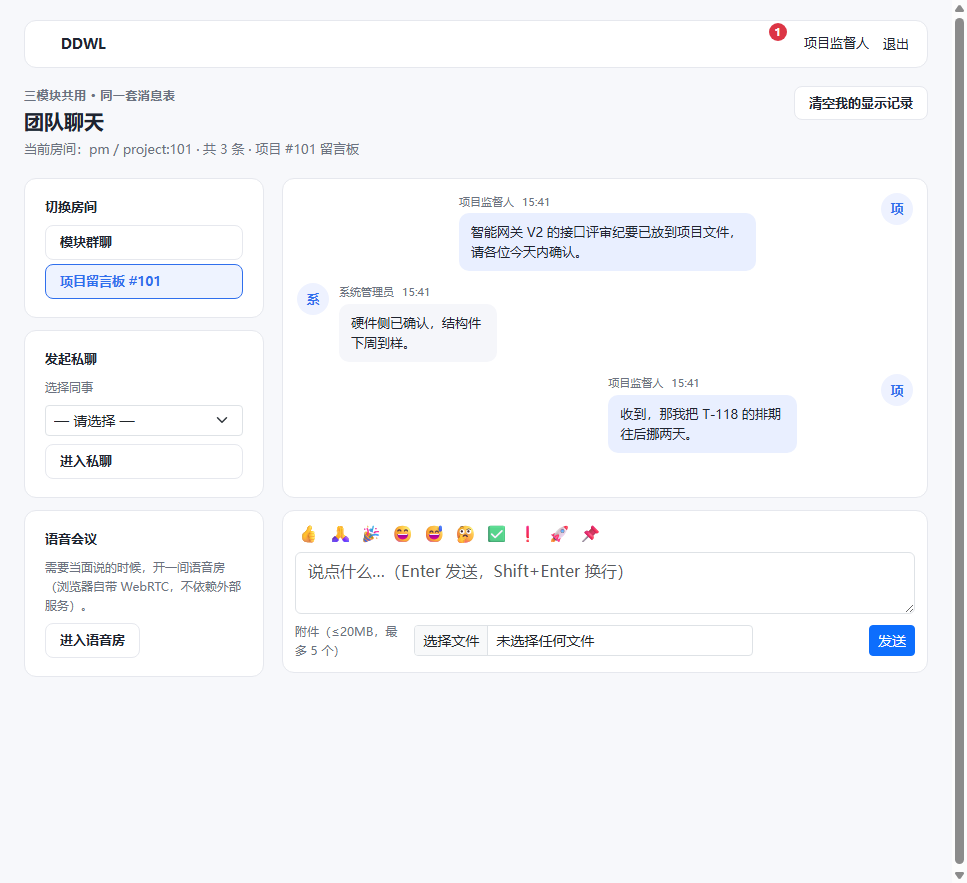 DDWL
1
项目监督人 退出
三模块共用 • 同一套消息表
团队聊天
当前房间：pm / project:101 · 共 3 条 · 项目 #101 留言板
清空我的显示记录
切换房间
模块群聊
项目留言板 #101
发起私聊
选择同事
— 请选择 —
进入私聊
语音会议
需要当面说的时候，开一间语音房
（浏览器自带 WebRTC，不依赖外部
服务）。
进入语音房
项目监督人 15:41
项
智能网关 V2 的接口评审纪要已放到项目文件，
请各位今天内确认。
系
系统管理员 15:41
硬件侧已确认，结构件
下周到样。
项目监督人 15:41
项
收到，那我把 T-118 的排期
往后挪两天。
说点什么…（Enter 发送，Shift+Enter 换行）
附件（≤20MB，最
多 5 个）
选择文件 未选择任何文件
发送